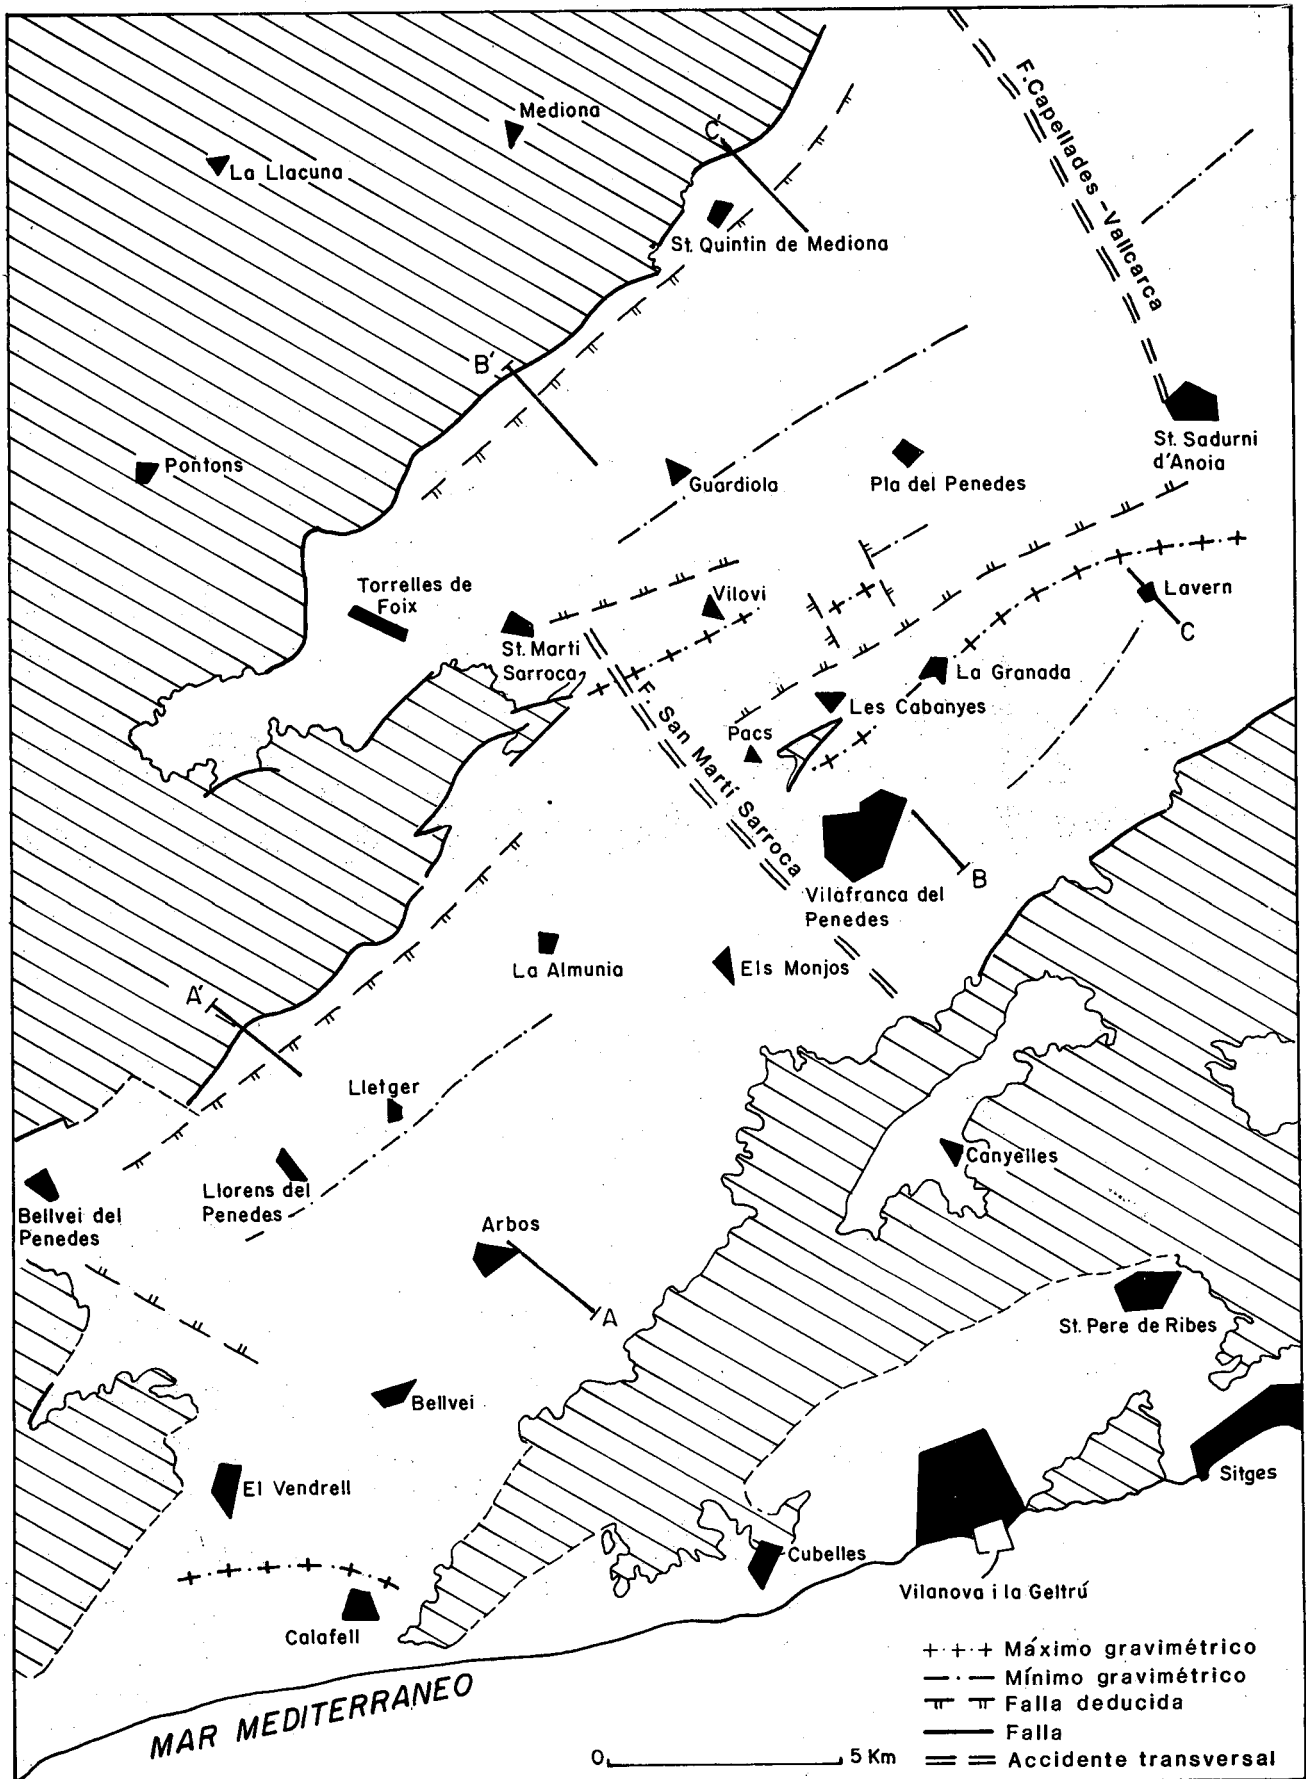 Mediona
C'
La Llacuna
F. Capellades - Vallcarca
St. Quintin de Mediona
B'
Pontons
Guardiola
Pla del Penedes
St. Sadurni
d'Anoia
Torrelles de
Foix
Vilovi
Lavern
St. Marti
Sarroca
C
La Granada
F. San Martí Sarroca
Les Cabanyes
Pacs
B
Vilafranca del
Penedes
La Almunia
Els Monjos
A'
Lletger
Canyelles
Llorens del
Penedes
Bellvei del
Penedes
Arbos
A
St. Pere de Ribes
Bellvei
El Vendrell
Sitges
Cubelles
Vilanova i la Geltrú
Calafell
MAR MEDITERRANEO
Máximo gravimétrico
Mínimo gravimétrico
Falla deducida
Falla
Accidente transversal
0 5 Km